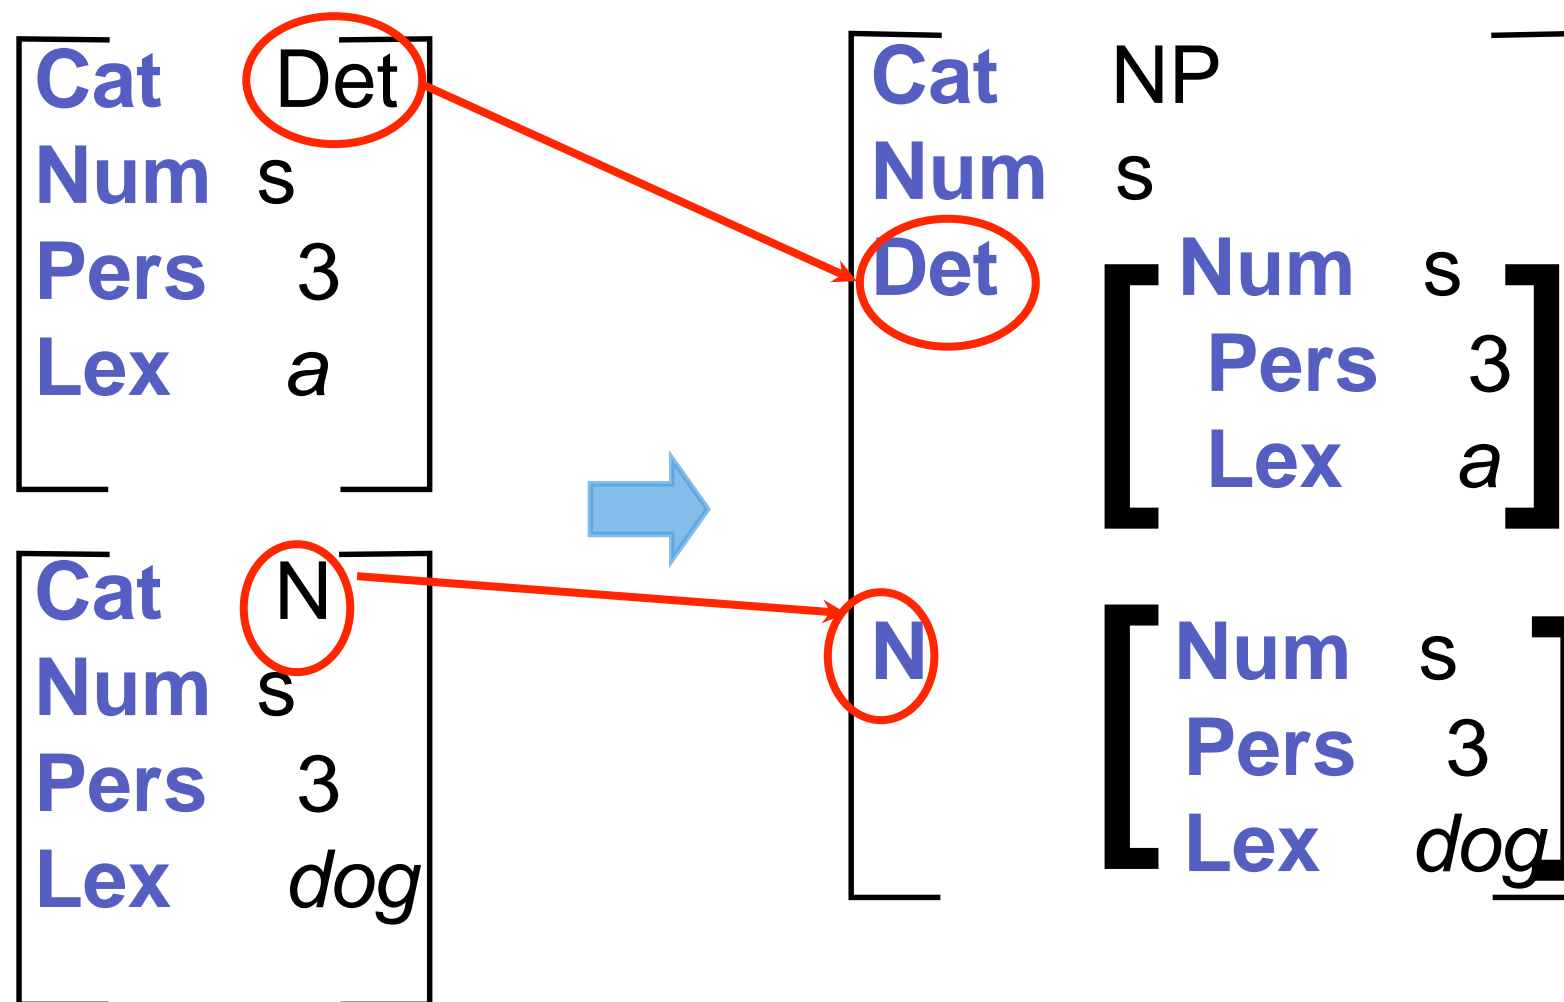 Cat Det
Num s
Pers 3
Lex a
Cat N
Num s
Pers 3
Lex dog
Cat NP
Num s
Det Num s
Pers 3
Lex a
N Num s
Pers 3
Lex dog